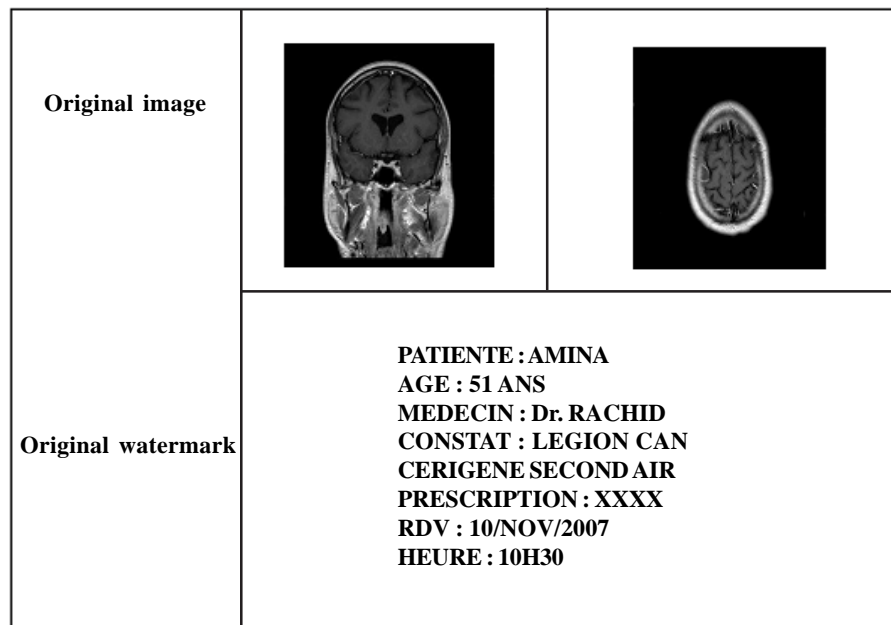 Original image
Original watermark
PATIENTE : AMINA
AGE : 51 ANS
MEDECIN : Dr. RACHID
CONSTAT : LEGION CAN
CERIGENE SECOND AIR
PRESCRIPTION : XXXX
RDV : 10/NOV/2007
HEURE : 10H30